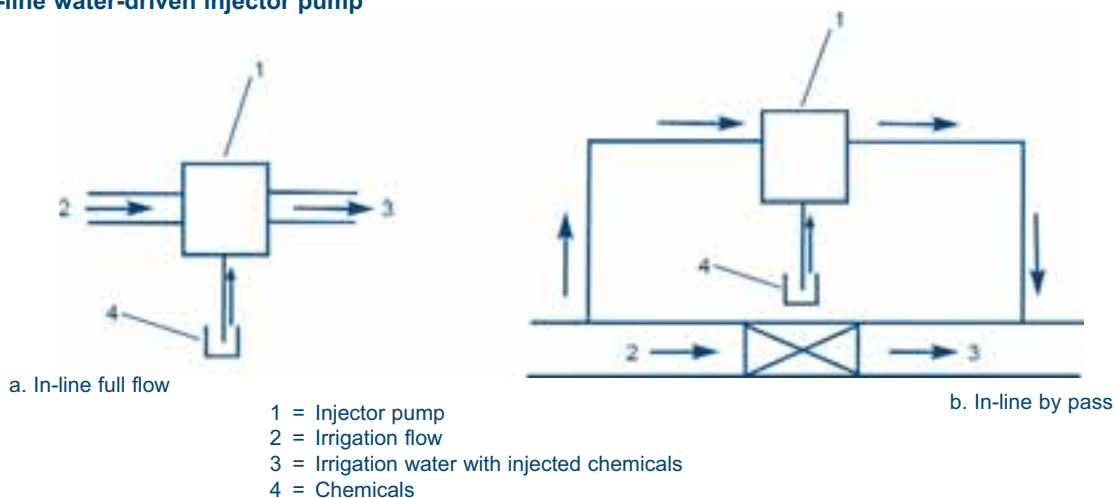 -line water-driven injector pump
1
2
3
4
a. In-line full flow
1
4
2
3
b. In-line by pass
1 = Injector pump
2 = Irrigation flow
3 = Irrigation water with injected chemicals
4 = Chemicals